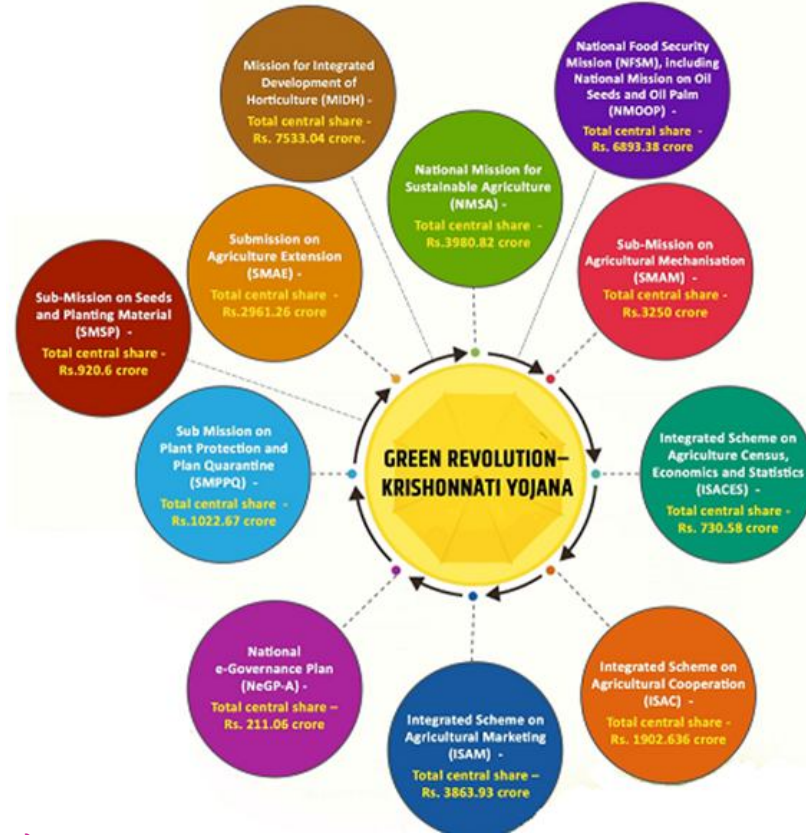 Mission for Integrated
Development of
Horticulture (MIDH) -
Total central share -
Rs. 7533.04 crore.
National Food Security
Mission (NFSM), including
National Mission on Oil
Seeds and Oil Palm
(NMOOP) -
Total central share -
Rs. 6893.38 crore
National Mission for
Sustainable Agriculture
(NMSA) -
Total central share -
Rs.3980.82 crore
Submission on
Agriculture Extension
(SMAE) -
Total central share -
Rs.2961.26 crore
Sub-Mission on
Agricultural Mechanisation
(SMAM) -
Total central share -
Rs.3250 crore
Sub-Mission on Seeds
and Planting Material
(SMSP) -
Total central share -
Rs.920.6 crore
Sub Mission on
Plant Protection and
Plan Quarantine
(SMPPQ) -
Total central share -
Rs.1022.67 crore
GREEN REVOLUTION–
KRISHONNATI YOJANA
Integrated Scheme on
Agriculture Census,
Economics and Statistics
(ISACES) -
Total central share -
Rs. 730.58 crore
National
e-Governance Plan
(NeGP-A) -
Total central share –
Rs. 211.06 crore
Integrated Scheme on
Agricultural Marketing
(ISAM) -
Total central share –
Rs. 3863.93 crore
Integrated Scheme on
Agricultural Cooperation
(ISAC) -
Total central share -
Rs. 1902.636 crore